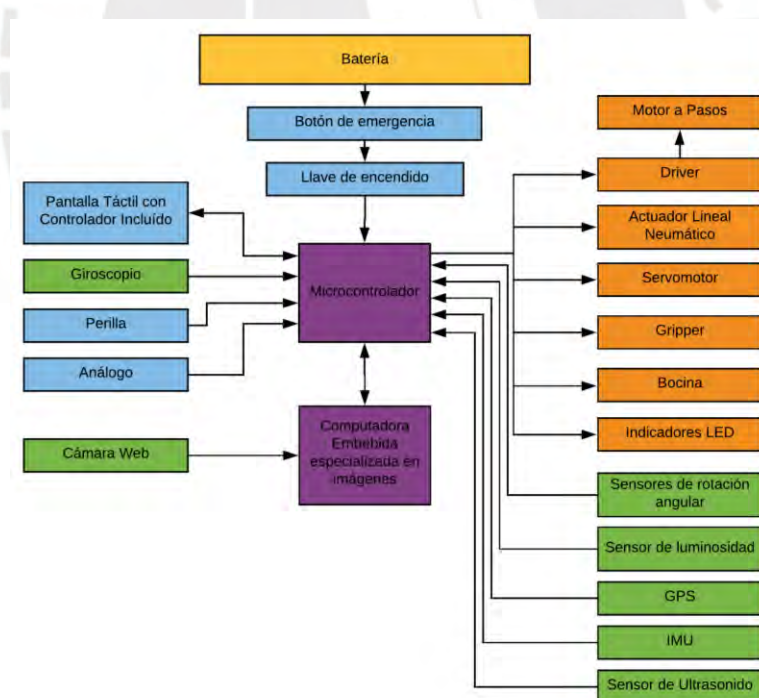 Batería
Botón de emergencia
Llave de encendido
Pantalla Táctil con
Controlador Incluído
Giroscopio
Perilla
Análogo
Cámara Web
Microcontrolador
Computadora
Embebida
especializada en
imágenes
Motor a Pasos
Driver
Actuador Lineal
Neumático
Servomotor
Gripper
Bocina
Indicadores LED
Sensores de rotación
angular
Sensor de luminosidad
GPS
IMU
Sensor de Ultrasonido